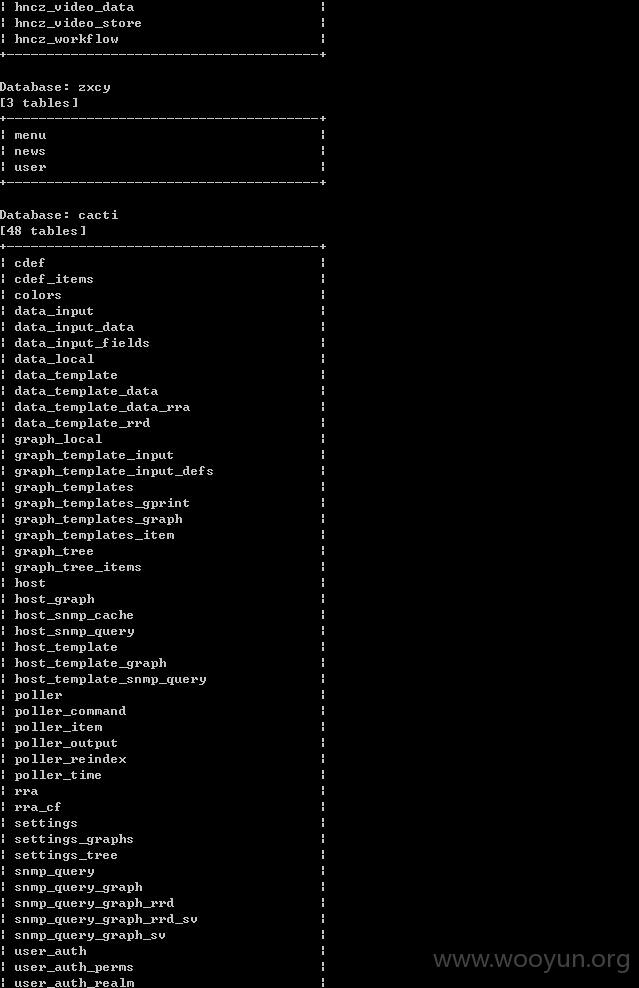 ¦ hncz_video_data ¦
¦ hncz_video_store ¦
¦ hncz_workflow ¦
+---------------------------------------+
Database: zxcy
[3 tables]
+---------------------------------------+
¦ menu ¦
¦ news ¦
¦ user ¦
+---------------------------------------+
Database: cacti
[48 tables]
+---------------------------------------+
¦ cdef ¦
¦ cdef_items ¦
¦ colors ¦
¦ data_input ¦
¦ data_input_data ¦
¦ data_input_fields ¦
¦ data_local ¦
¦ data_template ¦
¦ data_template_data ¦
¦ data_template_data_rra ¦
¦ data_template_rrd ¦
¦ graph_local ¦
¦ graph_template_input ¦
¦ graph_template_input_defs ¦
¦ graph_templates ¦
¦ graph_templates_gprint ¦
¦ graph_templates_graph ¦
¦ graph_templates_item ¦
¦ graph_tree ¦
¦ graph_tree_items ¦
¦ host ¦
¦ host_graph ¦
¦ host_snmp_cache ¦
¦ host_snmp_query ¦
¦ host_template ¦
¦ host_template_graph ¦
¦ host_template_snmp_query ¦
¦ poller ¦
¦ poller_command ¦
¦ poller_item ¦
¦ poller_output ¦
¦ poller_reindex ¦
¦ poller_time ¦
¦ rra ¦
¦ rra_cf ¦
¦ settings ¦
¦ settings_graphs ¦
¦ settings_tree ¦
¦ snmp_query ¦
¦ snmp_query_graph ¦
¦ snmp_query_graph_rrd ¦
¦ snmp_query_graph_rrd_sv ¦
¦ snmp_query_graph_sv ¦
¦ user_auth ¦
¦ user_auth_perms ¦
¦ user_auth_realm ¦
www.wooyun.org